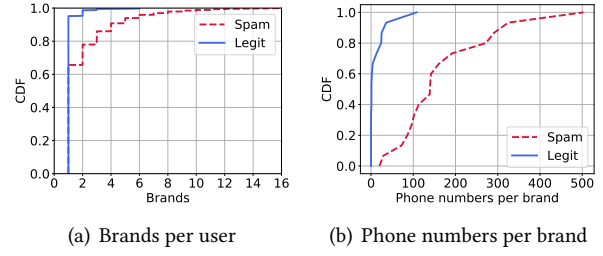 1.0
0.8
0.6
0.4
0.2
0.0
CDF
0 2 4 6 8 10 12 14 16
Brands
Spam
Legit
(a) Brands per user
1.0
0.8
0.6
0.4
0.2
0.0
CDF
0 100 200 300 400 500
Phone numbers per brand
Spam
Legit
(b) Phone numbers per brand